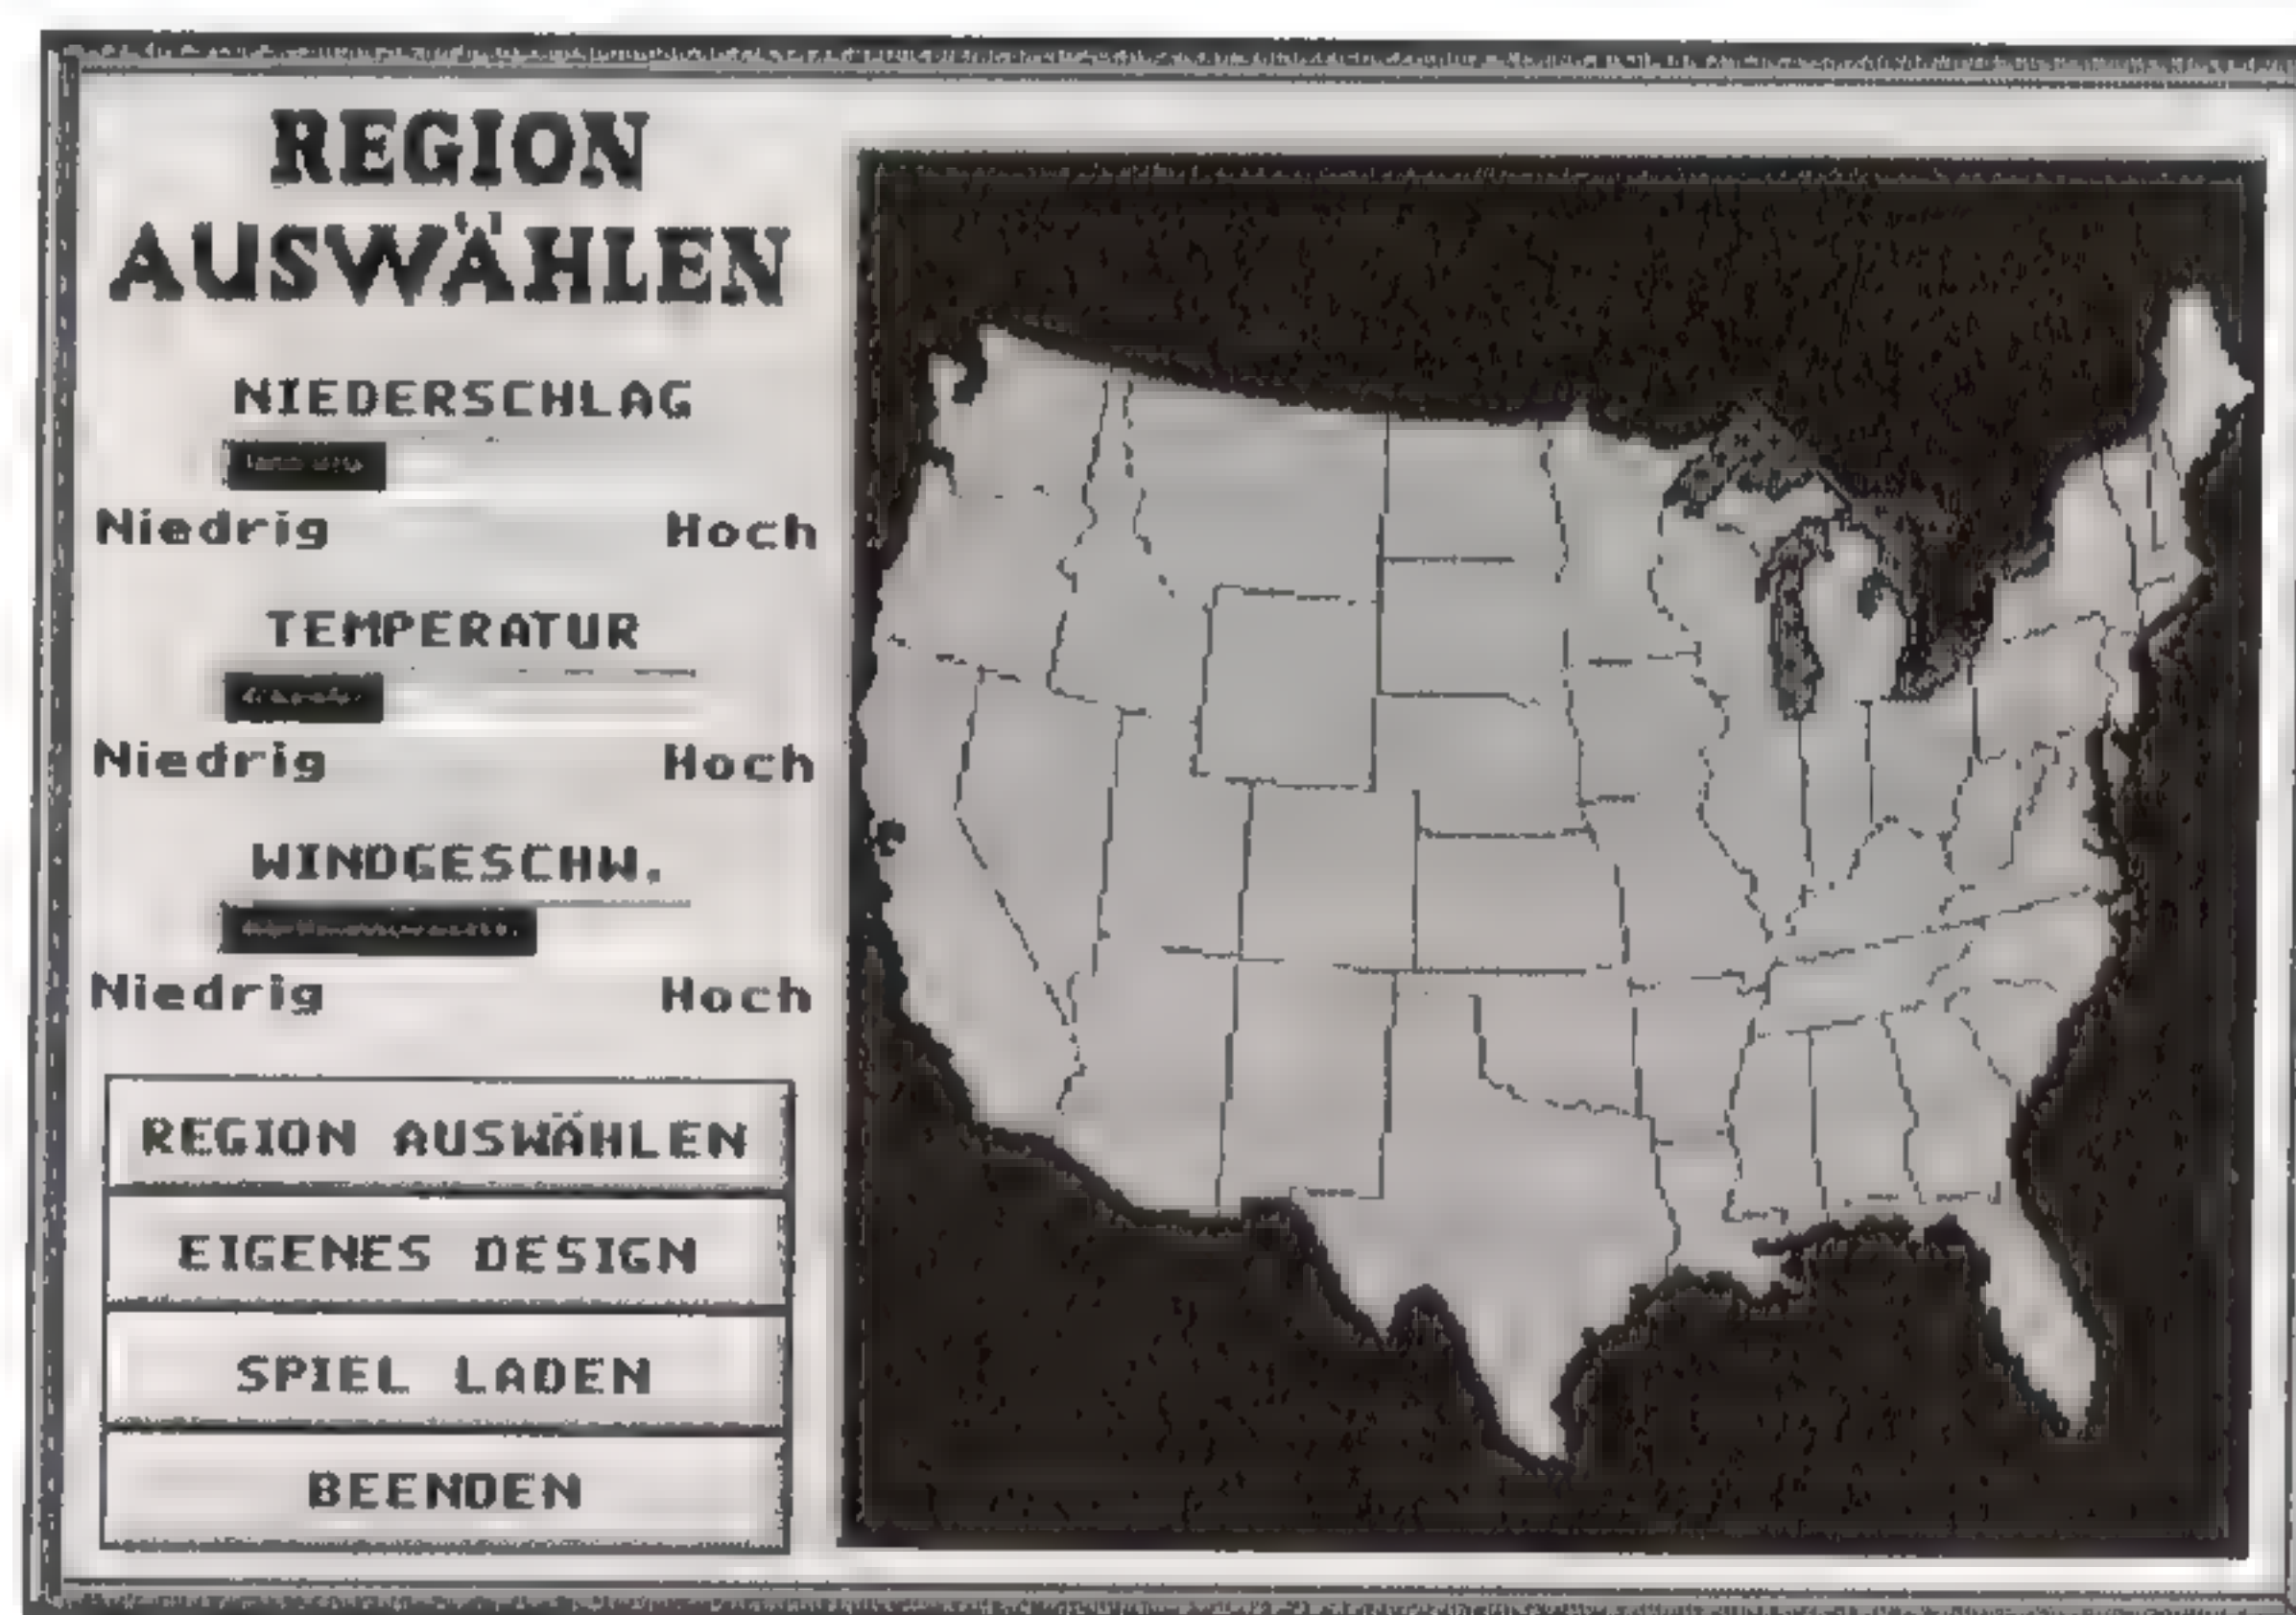 REGION
AUSWÄHLEN
NIEDERSCHLAG
Niedrig Hoch
TEMPERATUR
Niedrig Hoch
WINDGESCHW.
Niedrig Hoch
REGION AUSWÄHLEN
EIGENES DESIGN
SPIEL LADEN
BEENDEN